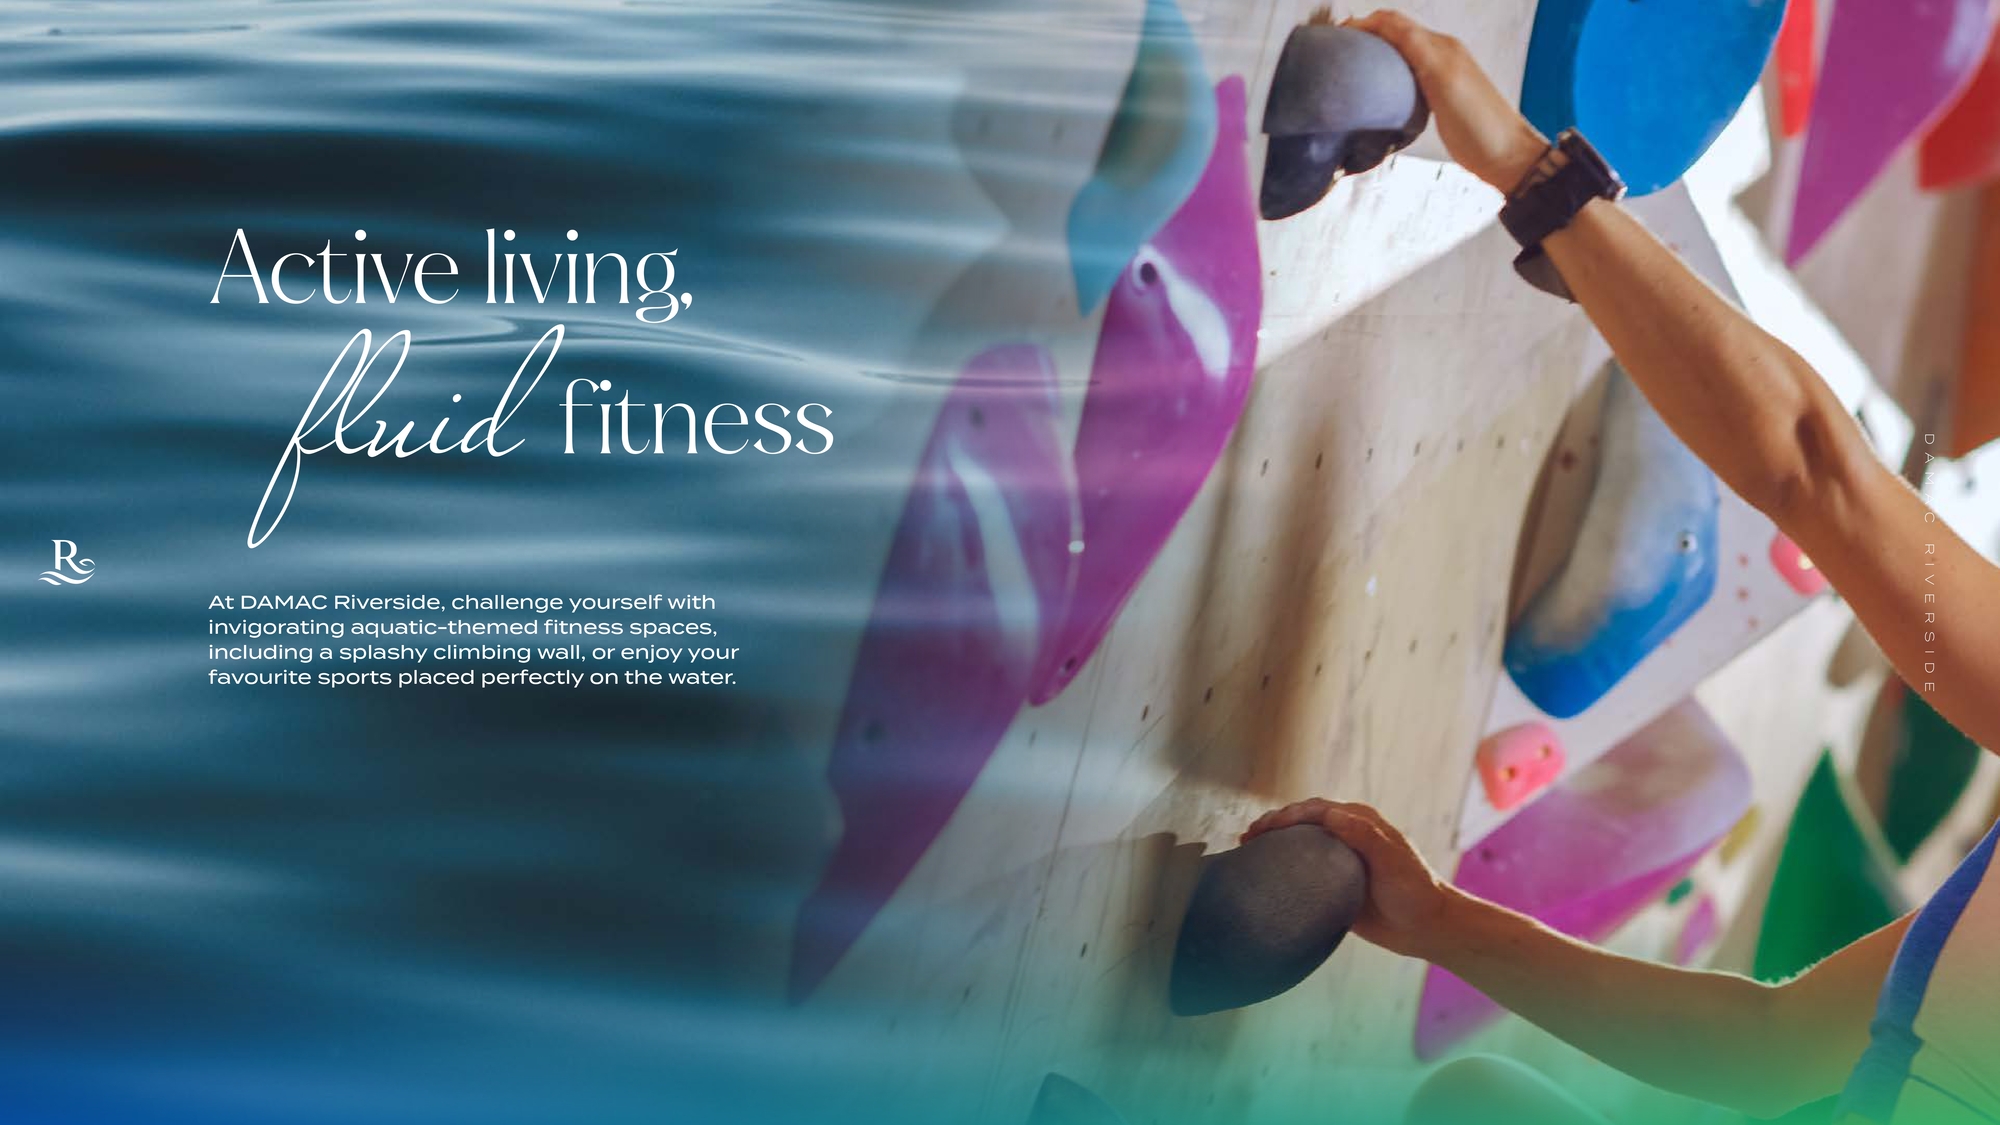 Active living,
fluid fitness
R
At DAMAC Riverside, challenge yourself with
invigorating aquatic-themed fitness spaces,
including a splashy climbing wall, or enjoy your
favourite sports placed perfectly on the water.
DAMAC RIVERSIDE